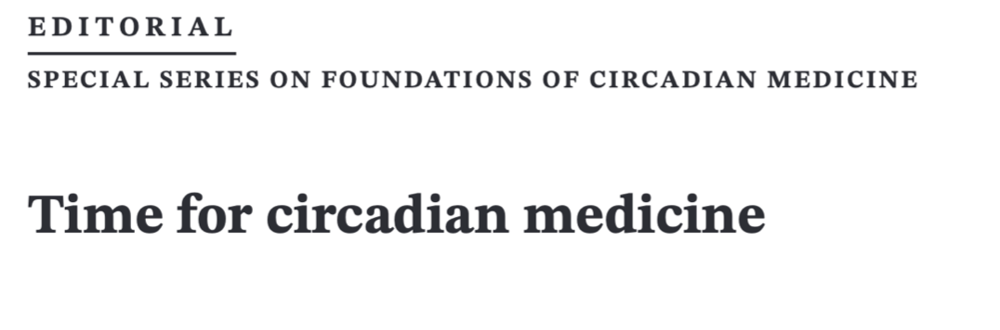 EDITORIAL
SPECIAL SERIES ON FOUNDATIONS OF CIRCADIAN MEDICINE
Time for circadian medicine